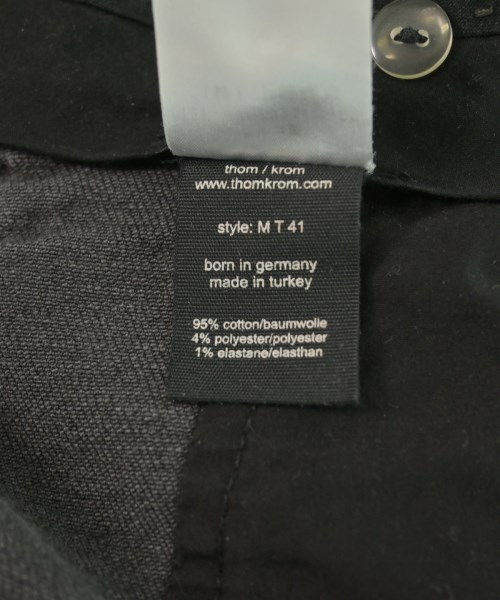 thom / krom
www.thomkrom.com
style: M T 41
born in germany
made in turkey
95% cotton/baumwolle
4% polyester/polyester
1% elastane/elasthan